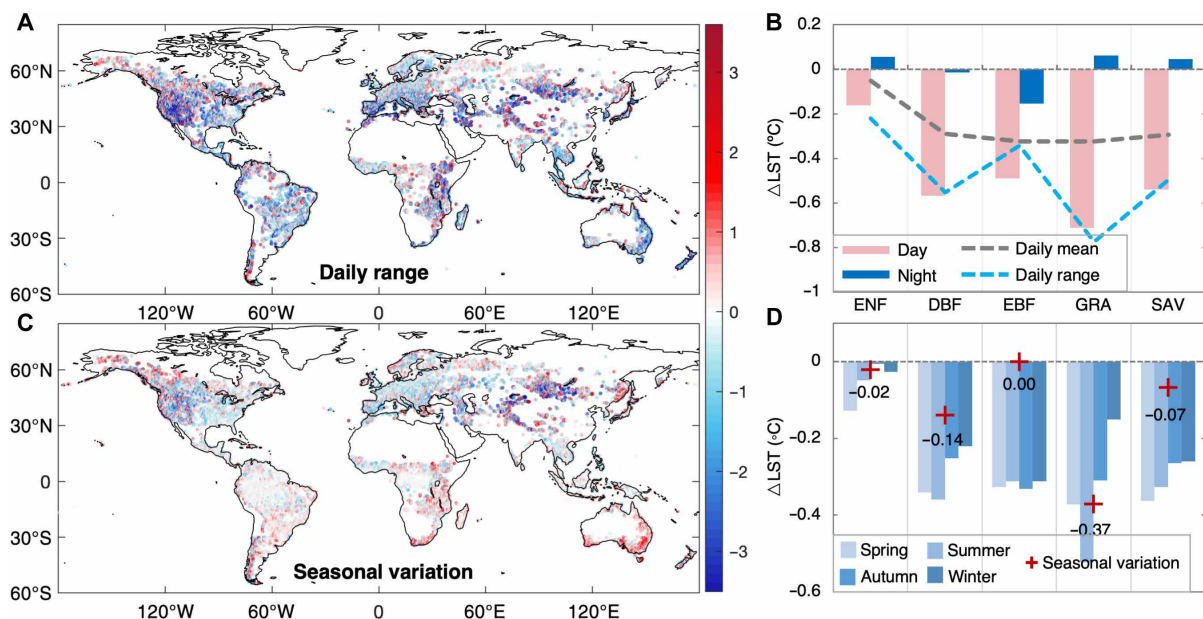 A
60°N
30°N
0
30°S
60°S
Daily range
120°W 60°W 0 60°E 120°E
3
2
1
0
−1
−2
−3
B
0.2
0
−0.2
−0.4
−0.6
−0.8
−1
△LST (ºC)
Day
Night
Daily mean
Daily range
ENF DBF EBF GRA SAV
C
60°N
30°N
0
30°S
60°S
Seasonal variation
120°W 60°W 0 60°E 120°E
D
0
−0.2
−0.4
−0.6
△LST (◦C)
−0.02
−0.14
0.00
−0.37
−0.07
Spring
Summer
Seasonal variation
Autumn
Winter